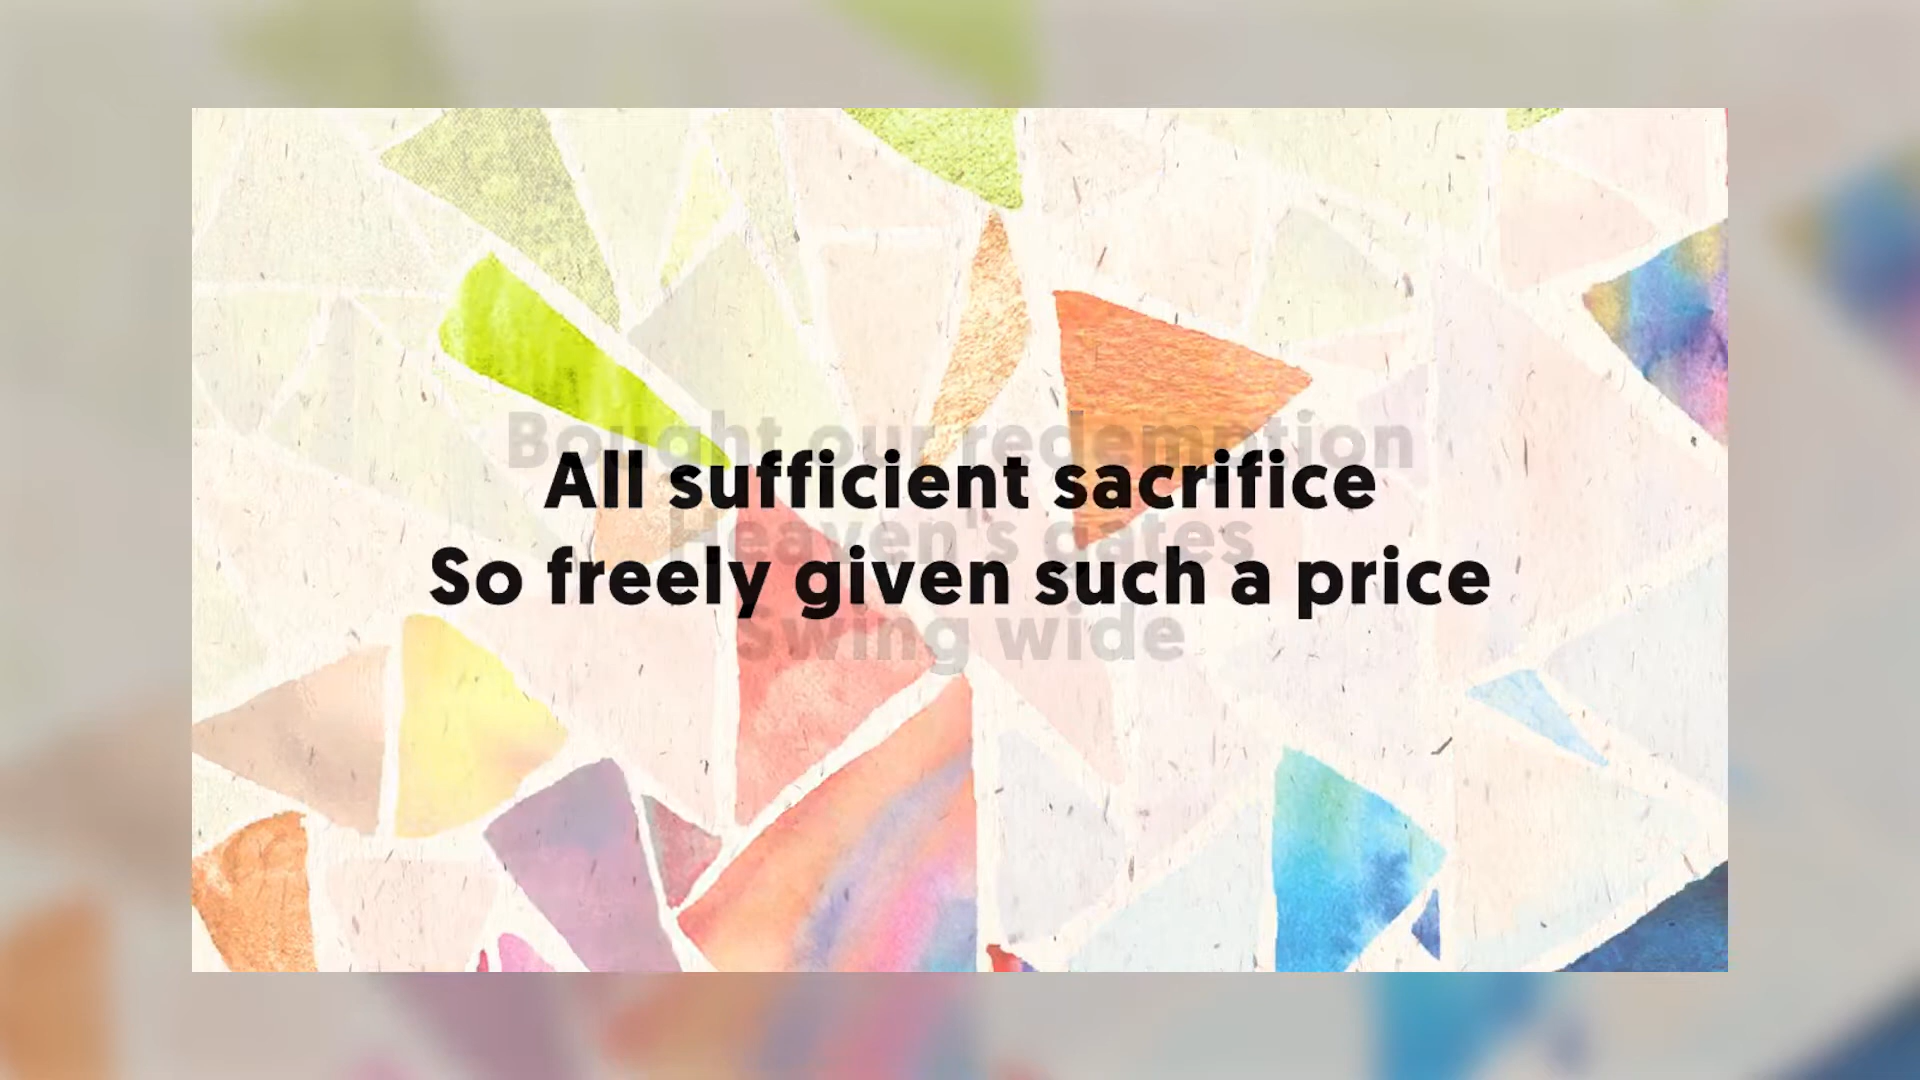 Bought our redemption
All sufficient sacrifice
Heaven's gates
So freely given such a price
Swing wide